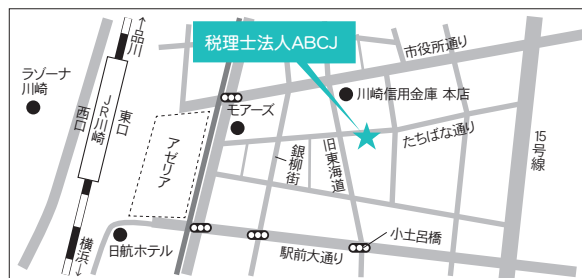 ↑品川
税理士法人ABCJ
市役所通り
ラゾーナ
川崎
JR川崎
東口
西口
川崎信用金庫 本店
モアーズ
たちばな通り
15号線
アゼリア
銀柳街
旧東海道
小土呂橋
駅前大通り
日航ホテル
横浜↓